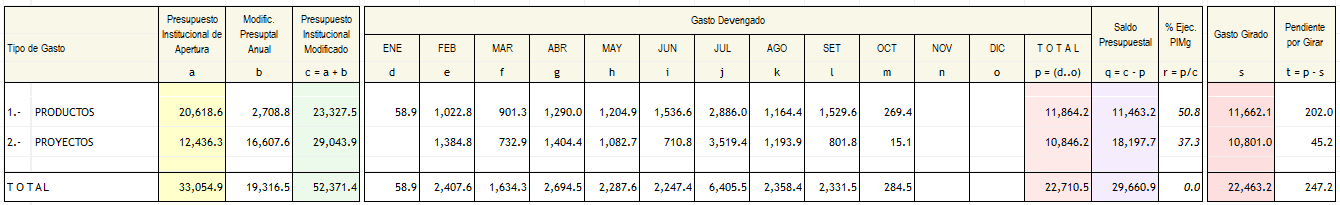 Tipo de Gasto
Presupuesto Institucional de Apertura
a
Modific. Presuptal Anual
b
Presupuesto Institucional Modificado
c = a + b
Gasto Devengado
ENE FEB MAR ABR MAY JUN JUL AGO SET OCT NOV DIC T O T A L
d e f g h i j k l m n o p = (d..o)
Saldo Presupuestal
q = c - p
% Ejec. PIMg
r = p/c
Gasto Girado
s
Pendiente por Girar
t = p - s
1.- PRODUCTOS 20,618.6 2,708.8 23,327.5 58.9 1,022.8 901.3 1,290.0 1,204.9 1,536.6 2,886.0 1,164.4 1,529.6 269.4 11,864.2 11,463.2 50.8 11,662.1 202.0
2.- PROYECTOS 12,436.3 16,607.6 29,043.9 1,384.8 732.9 1,404.4 1,082.7 710.8 3,519.4 1,193.9 801.8 15.1 10,846.2 18,197.7 37.3 10,801.0 45.2
T O T A L 33,054.9 19,316.5 52,371.4 58.9 2,407.6 1,634.3 2,694.5 2,287.6 2,247.4 6,405.5 2,358.4 2,331.5 284.5 22,710.5 29,660.9 0.0 22,463.2 247.2